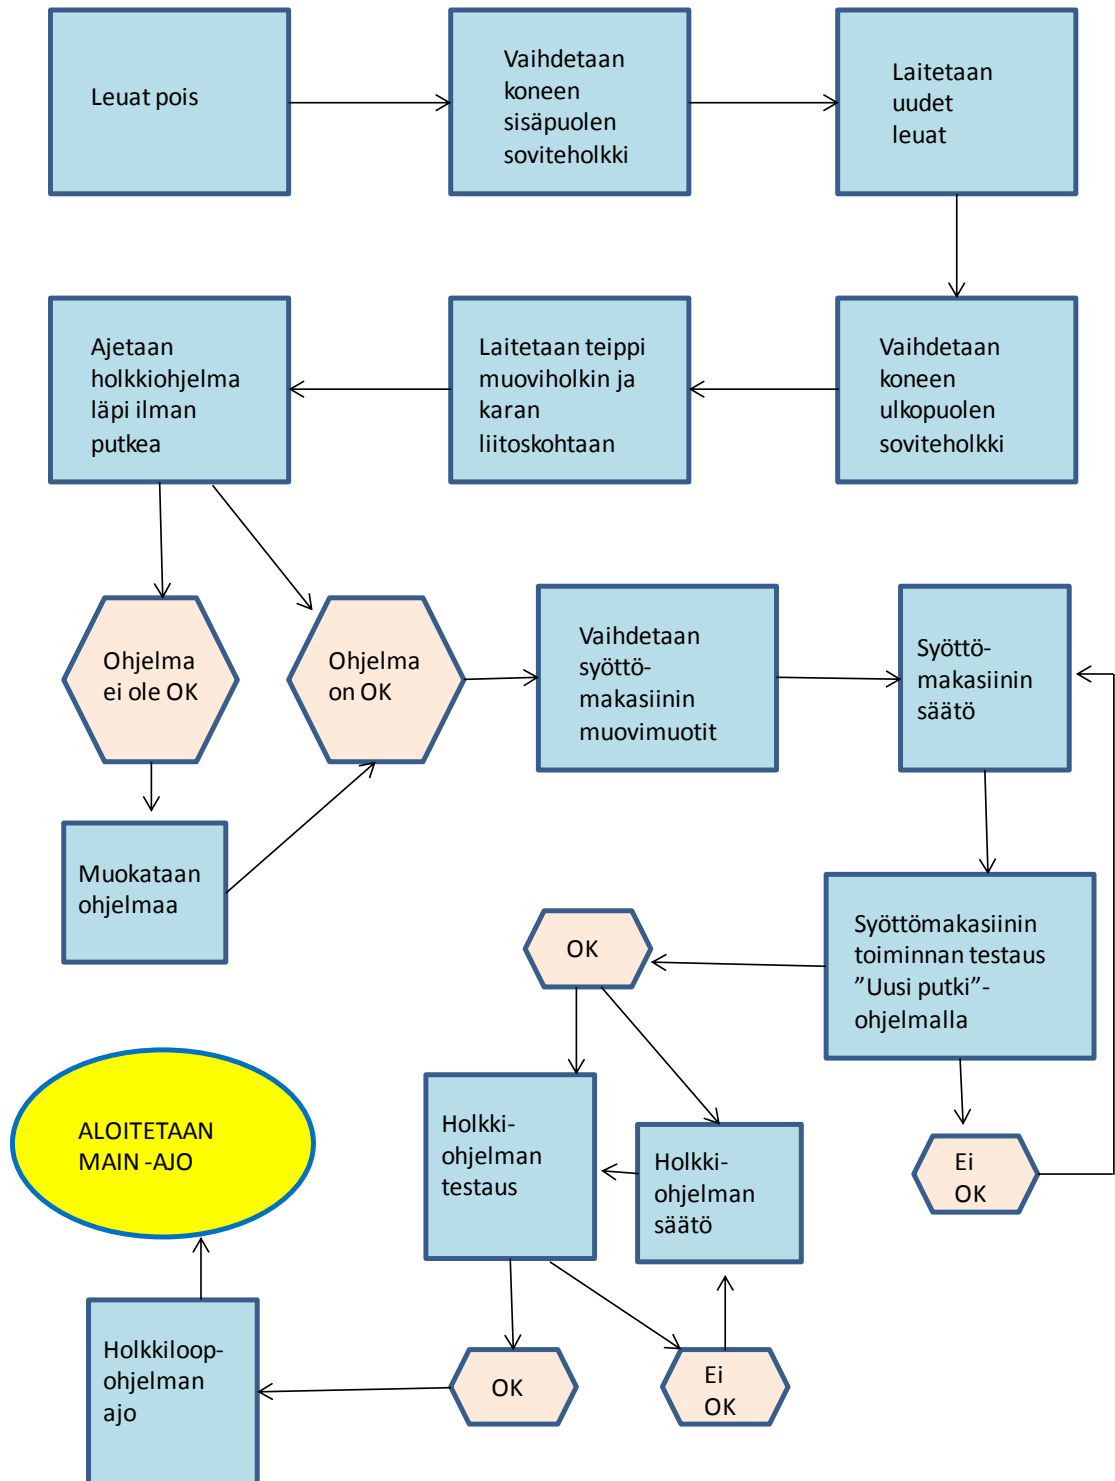 Leuat pois
Vaihdetaan
koneen
sisäpuolen
soviteholkki
Laitetaan
uudet
leuat
Vaihdetaan
koneen
ulkopuolen
soviteholkki
Laitetaan teippi
muoviholkin ja
karan
liitoskohtaan
Ajetaan
holkkiohjelma
läpi ilman
putkea
Ohjelma
ei ole OK
Ohjelma
on OK
Vaihdetaan
syöttö-
makasiinin
muovimuotit
Syöttö-
makasiinin
säätö
Muokataan
ohjelmaa
Syöttömakasiinin
toiminnan testaus
”Uusi putki”-
ohjelmalla
OK
Ei
OK
Holkki-
ohjelman
testaus
Holkki-
ohjelman
säätö
OK
Ei
OK
Holkkiloop-
ohjelman
ajo
ALOITETAAN
MAIN -AJO